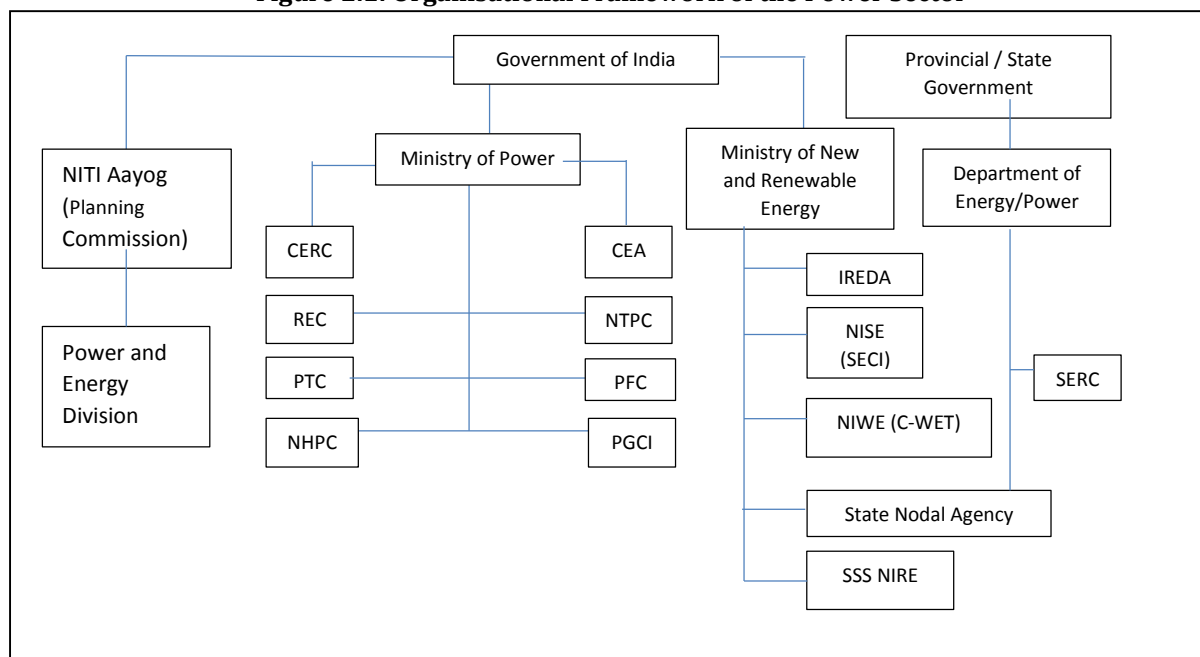 Figure Organisational Framework of the Power Sector
Government of India
Provincial / State
Government
NITI Aayog
(Planning
Commission)
Ministry of Power
Ministry of New
and Renewable
Energy
Department of
Energy/Power
CERC
CEA
IREDA
REC
NTPC
NISE
(SECI)
Power and
Energy
Division
PTC
PFC
SERC
NIWE (C-WET)
NHPC
PGCI
State Nodal Agency
SSS NIRE